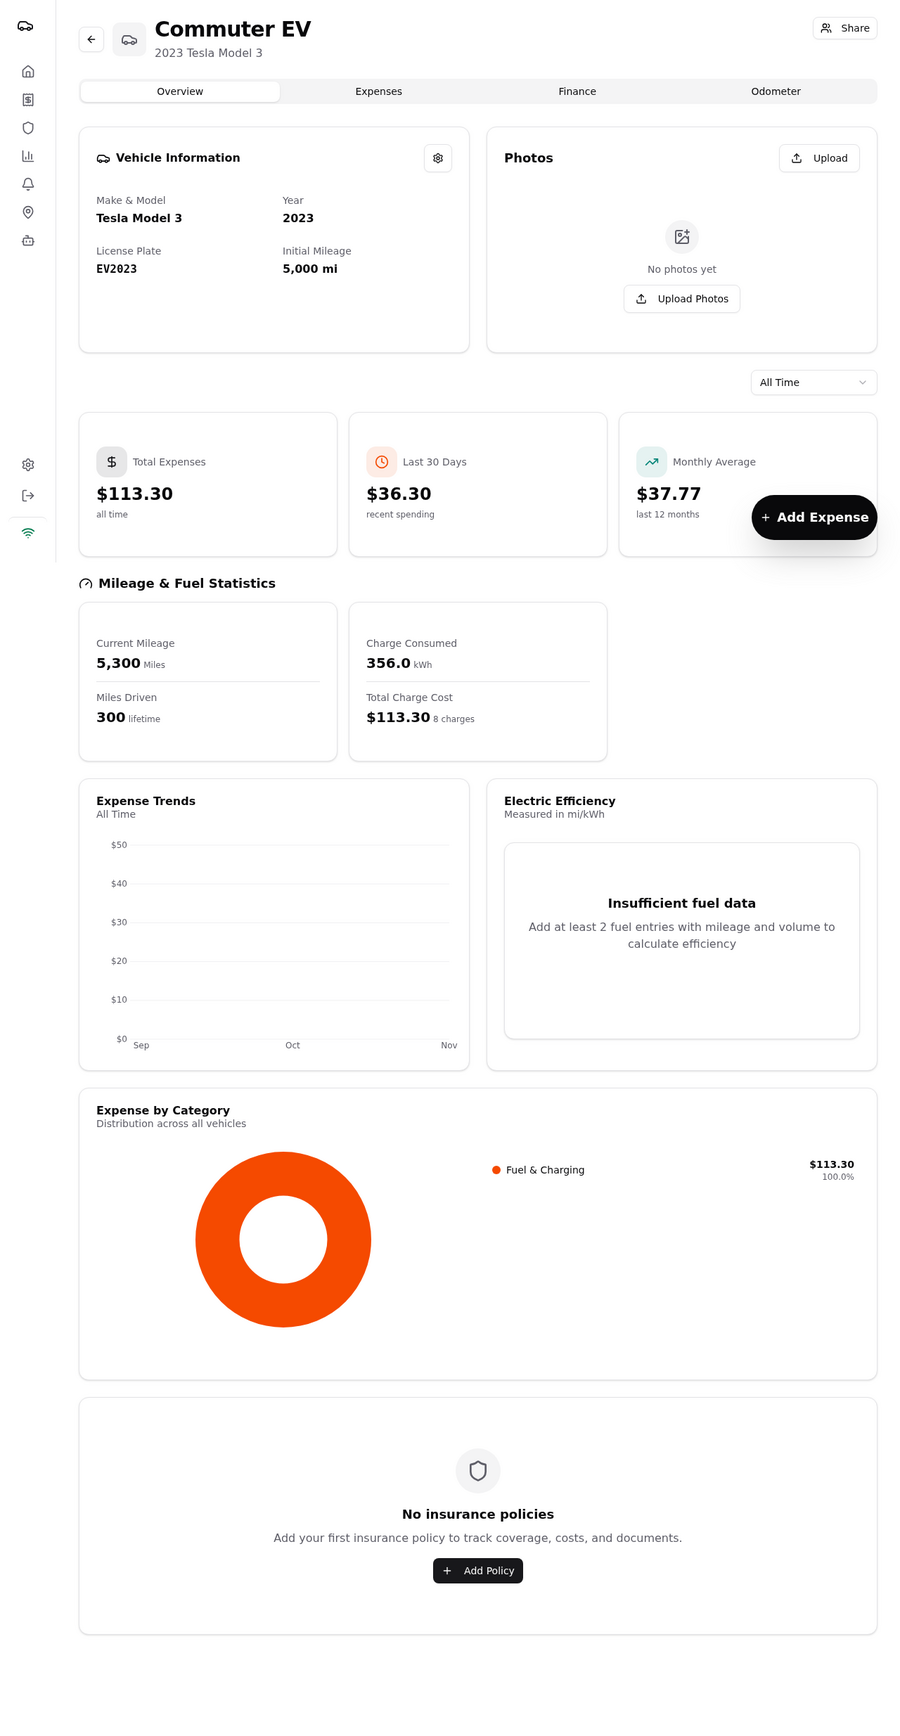 Commuter EV
2023 Tesla Model 3
Share
Overview
Expenses
Finance
Odometer
Vehicle Information
Make & Model
Year
Tesla Model 3
2023
License Plate
Initial Mileage
EV2023
5,000 mi
Photos
Upload
No photos yet
Upload Photos
All Time
Total Expenses
$113.30
all time
Last 30 Days
$36.30
recent spending
Monthly Average
$37.77
last 12 months
+ Add Expense
Mileage & Fuel Statistics
Current Mileage
5,300 Miles
Miles Driven
300 lifetime
Charge Consumed
356.0 kWh
Total Charge Cost
$113.30 8 charges
Expense Trends
All Time
$50
$40
$30
$20
$10
$0
Sep
Oct
Nov
Electric Efficiency
Measured in mi/kWh
Insufficient fuel data
Add at least 2 fuel entries with mileage and volume to
calculate efficiency
Expense by Category
Distribution across all vehicles
Fuel & Charging
$113.30
100.0%
No insurance policies
Add your first insurance policy to track coverage, costs, and documents.
+ Add Policy